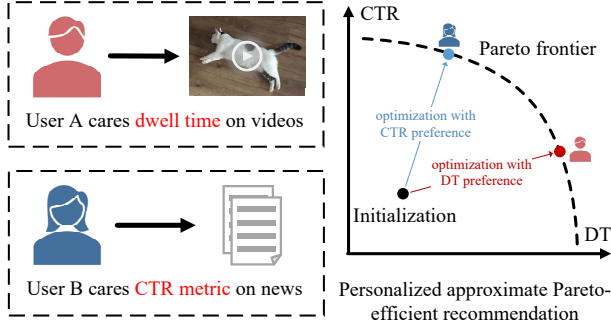 User A cares dwell time on videos
User B cares CTR metric on news
CTR
Pareto frontier
optimization with
CTR preference
optimization with
DT preference
Initialization
DT
Personalized approximate Pareto-
efficient recommendation